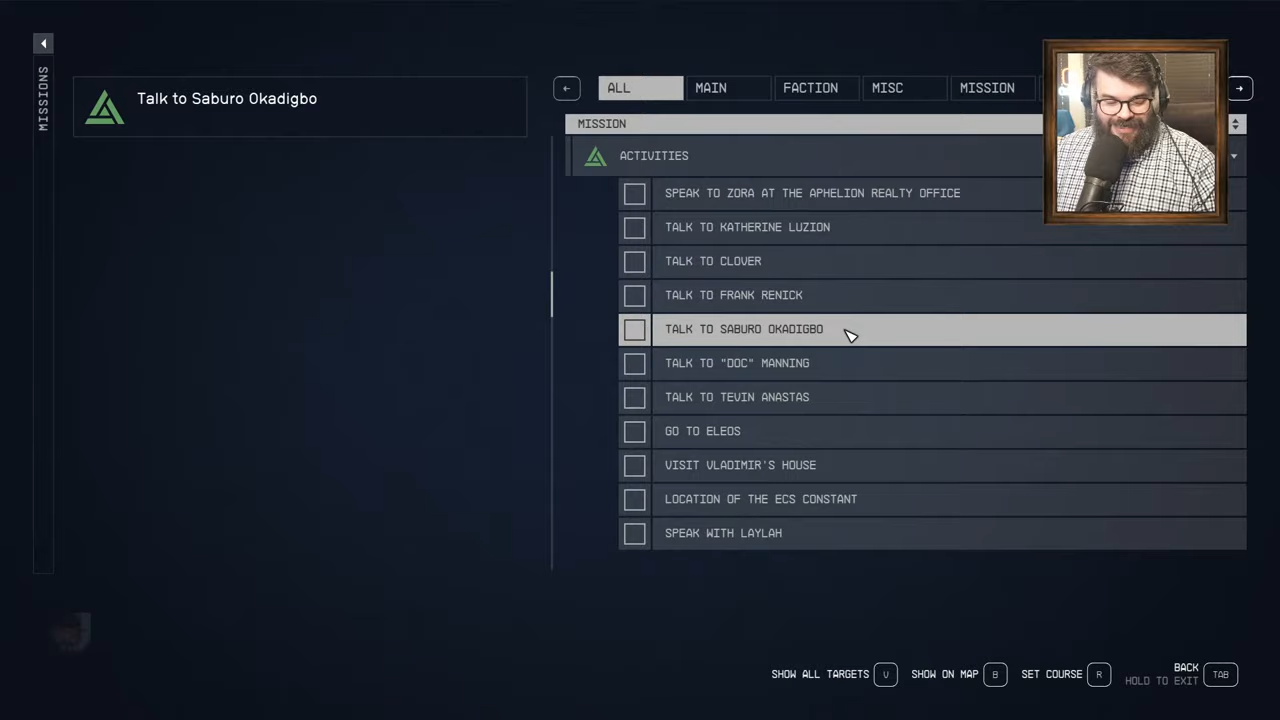 MISSIONS
Talk to Saburo Okadigbo
ALL
MAIN
FACTION
MISC
MISSION
MISSION
ACTIVITIES
SPEAK TO ZORA AT THE APHELION REALTY OFFICE
TALK TO KATHERINE LUZION
TALK TO CLOVER
TALK TO FRANK RENICK
TALK TO SABURO OKADIGBO
TALK TO "DOC" MANNING
TALK TO TEVIN ANASTAS
GO TO ELEOS
VISIT VLADIMIR'S HOUSE
LOCATION OF THE ECS CONSTANT
SPEAK WITH LAYLAH
SHOW ALL TARGETS V
SHOW ON MAP B
SET COURSE R
BACK
HOLD TO EXIT
TAB